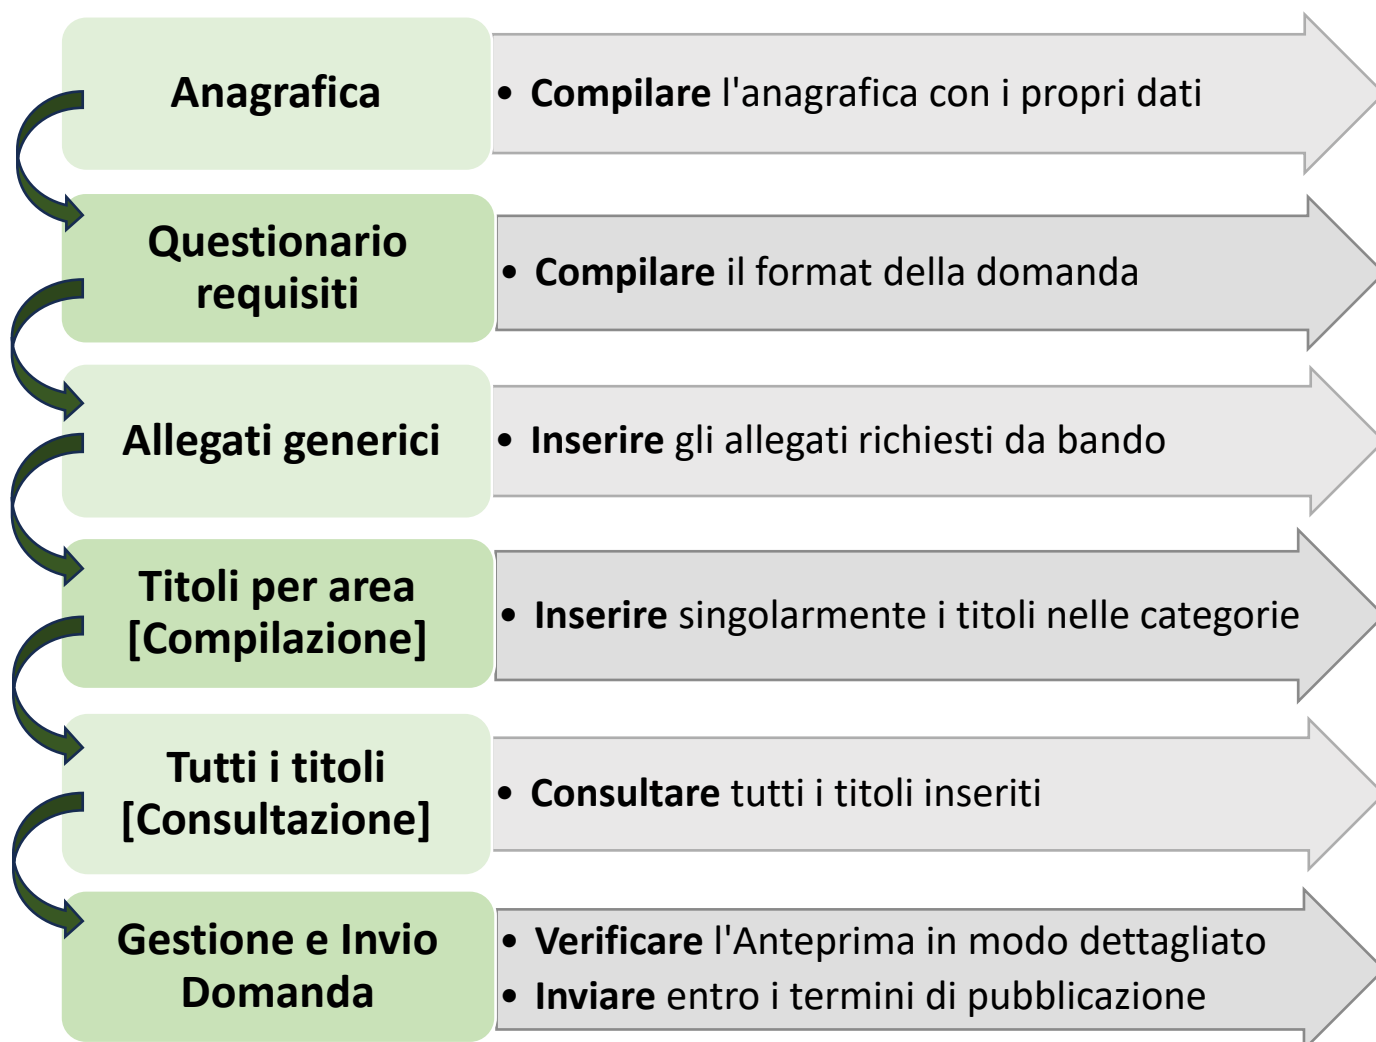 Anagrafica
• Compilare l'anagrafica con i propri dati
Questionario
requisiti
• Compilare il format della domanda
Allegati generici
• Inserire gli allegati richiesti da bando
Titoli per area
[Compilazione]
• Inserire singolarmente i titoli nelle categorie
Tutti i titoli
[Consultazione]
• Consultare tutti i titoli inseriti
Gestione e Invio
Domanda
• Verificare l'Anteprima in modo dettagliato
• Inviare entro i termini di pubblicazione